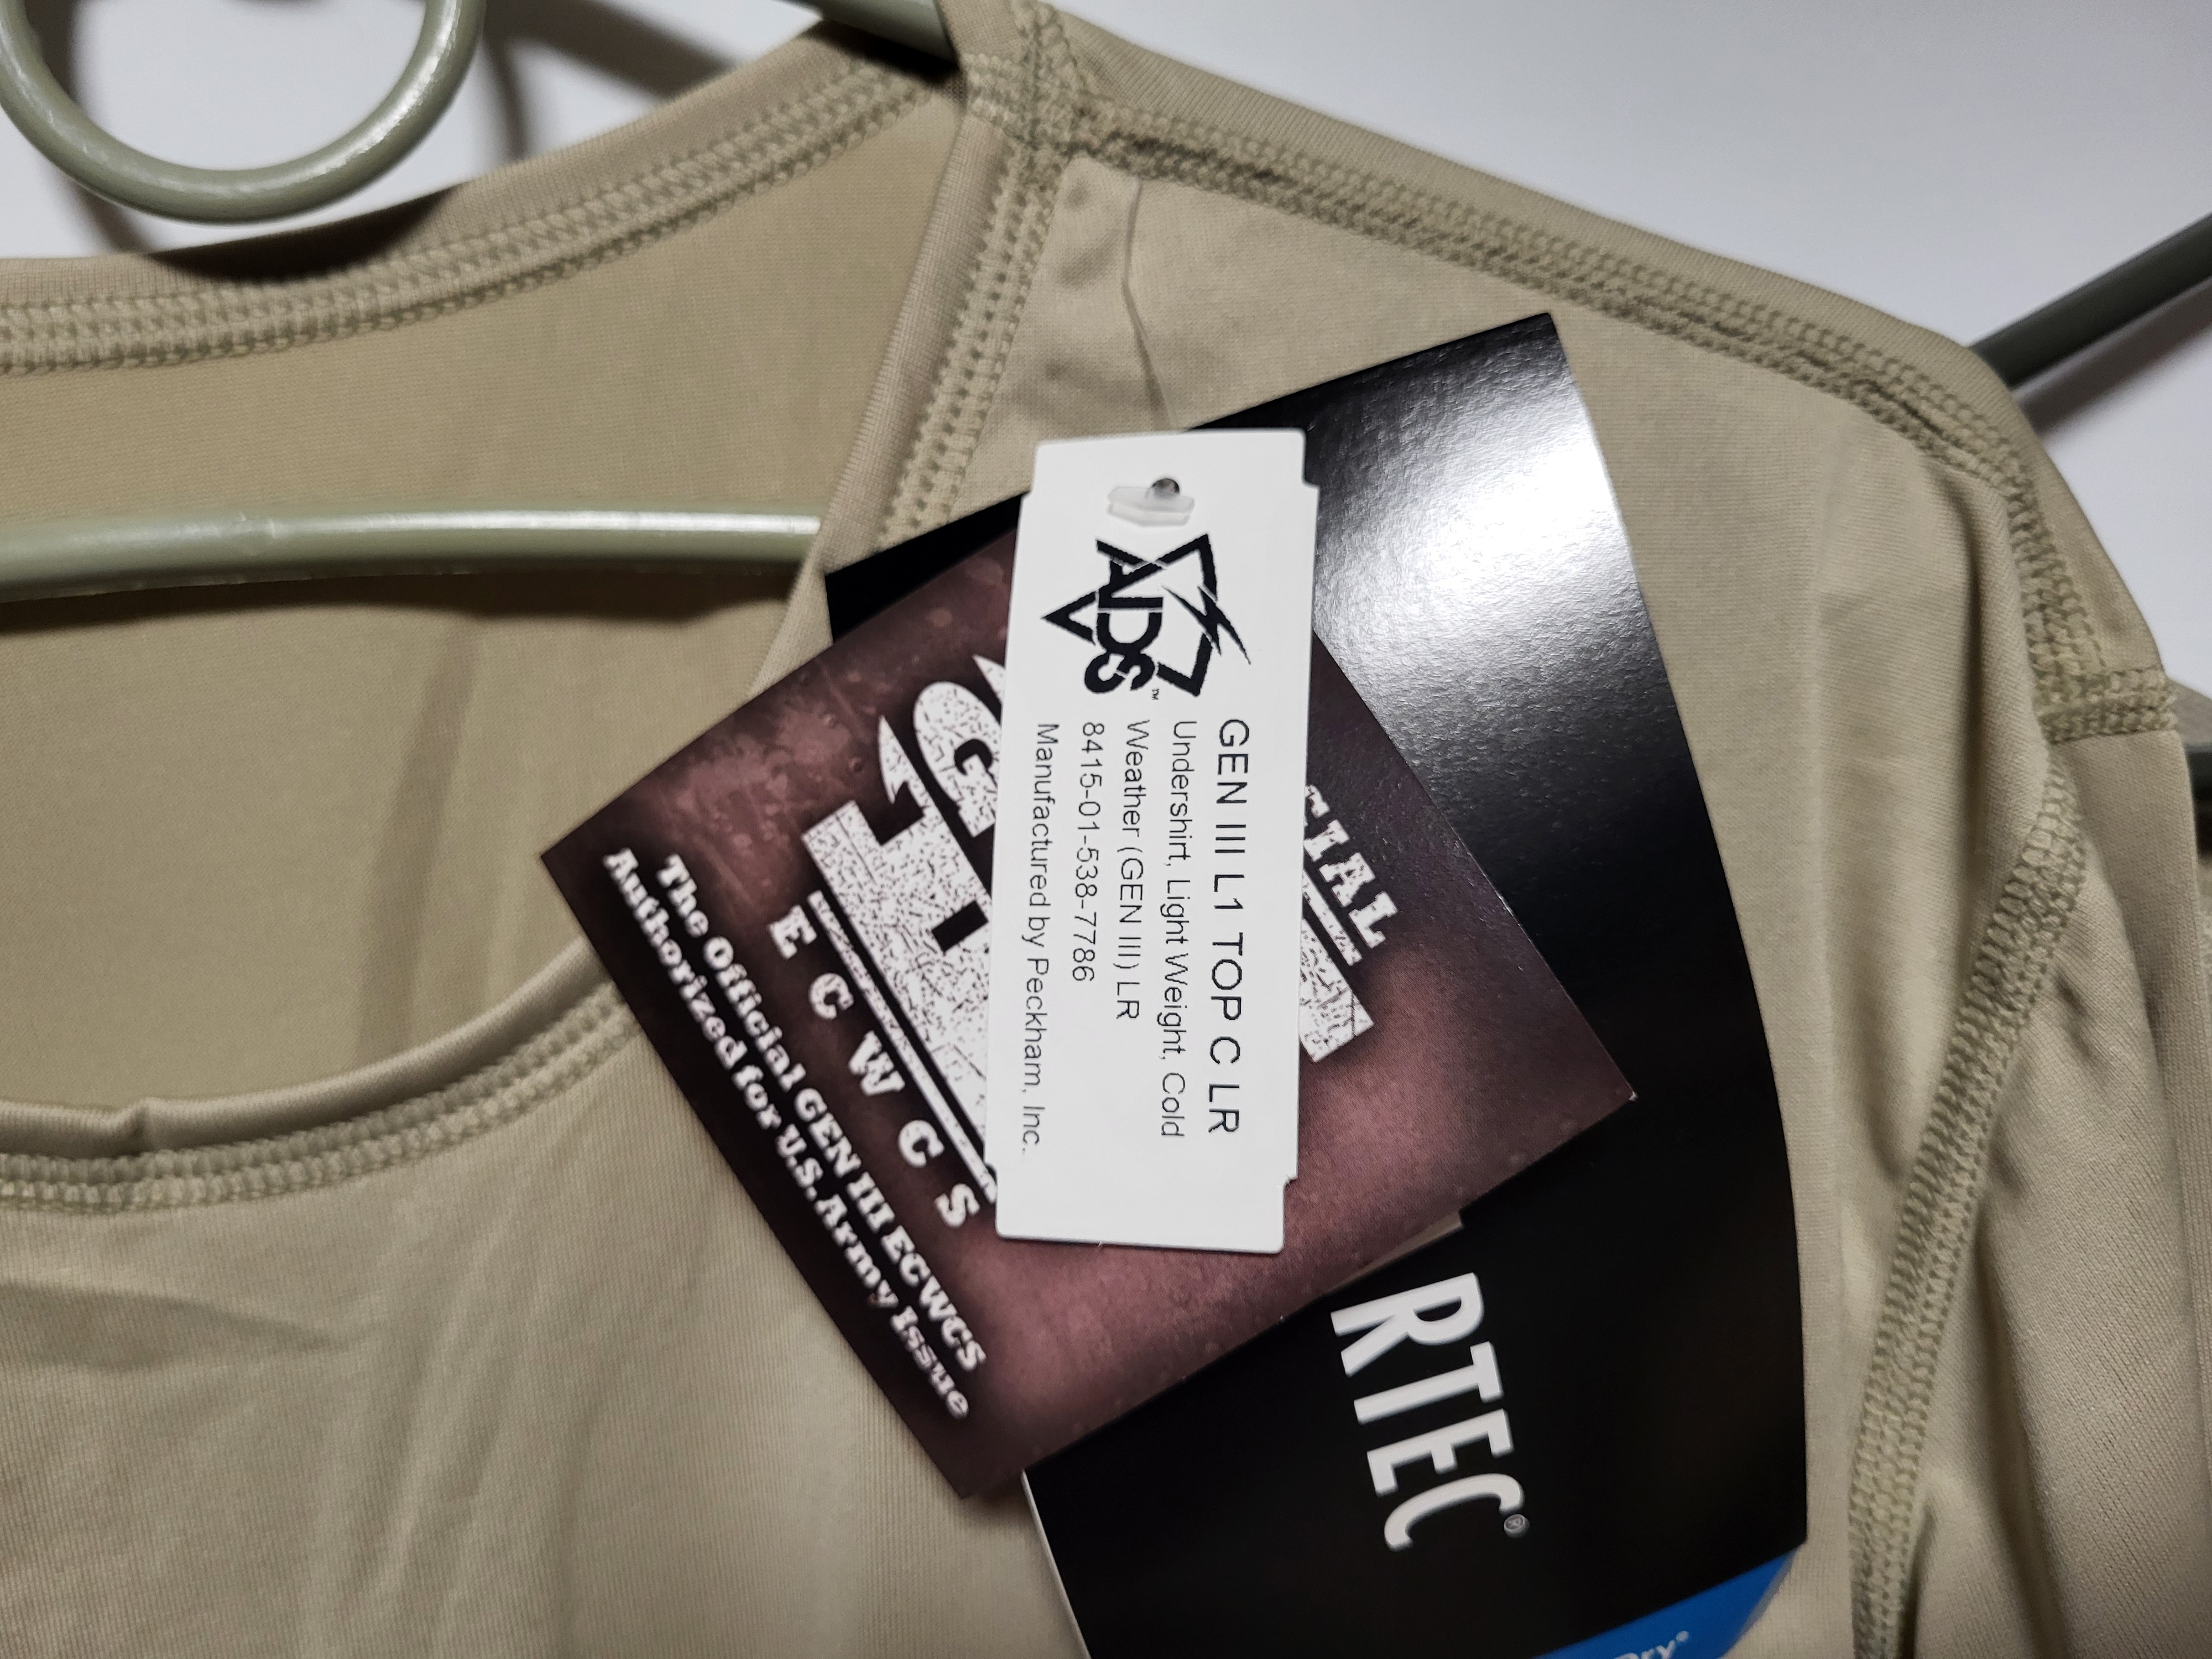 ADS™
GEN III L1 TOP C LR
Undershirt, Light Weight, Cold
Weather (GEN III) LR
8415-01-538-7786
Manufactured by Peckham, Inc.
ECWCS
The Official GEN III ECWCS
Authorized for U.S. Army Issue
RTEC®